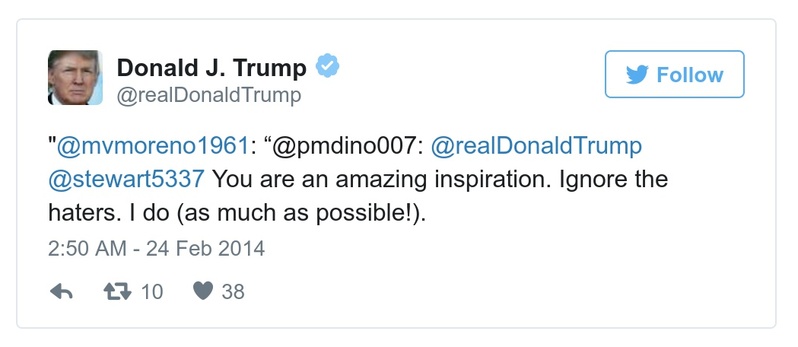 Donald J. Trump
@realDonaldTrump
Follow
"@mvmoreno1961: “@pmdino007: @realDonaldTrump
@stewart5337 You are an amazing inspiration. Ignore the
haters. I do (as much as possible!).
2:50 AM - 24 Feb 2014
10 38